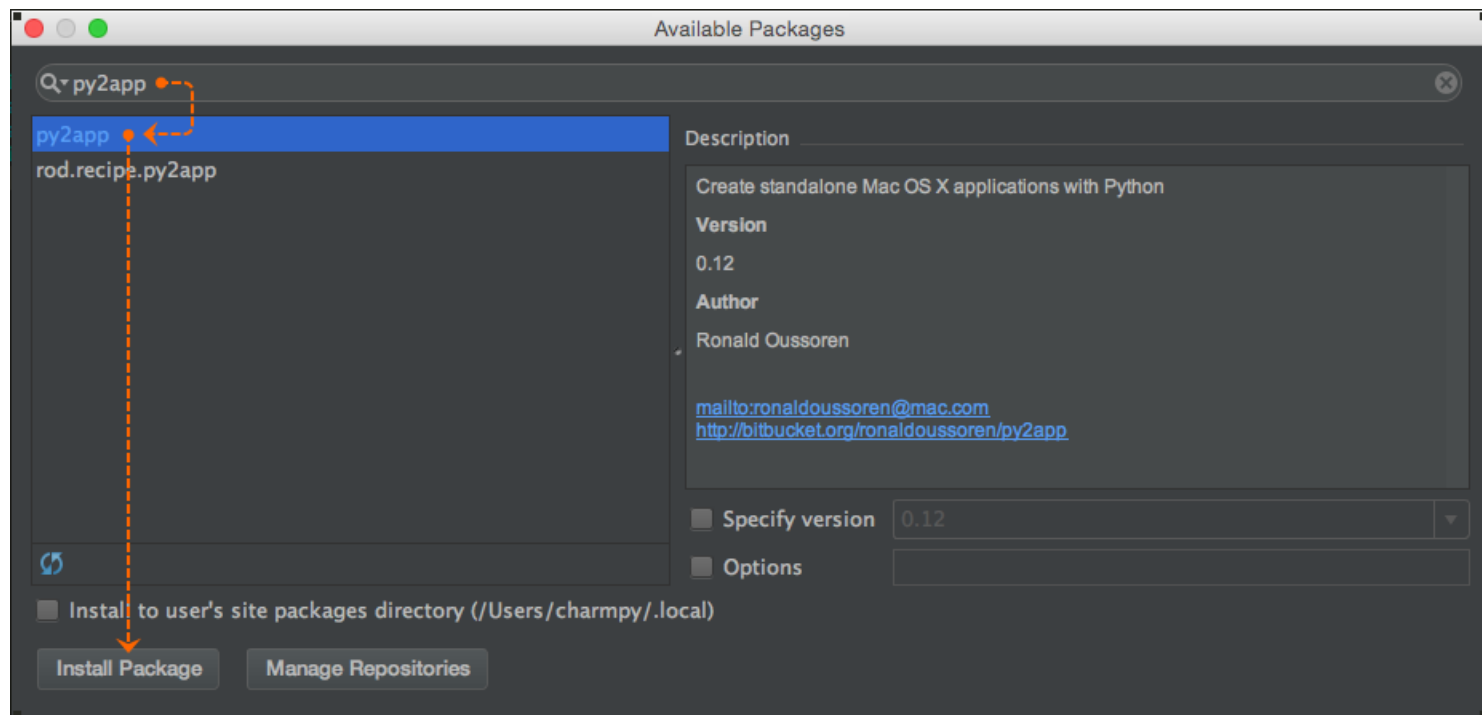 Available Packages
py2app
py2app
rod.recipe.py2app
Description
Create standalone Mac OS X applications with Python
Version
0.12
Author
Ronald Oussoren
mailto:ronaldoussoren@mac.com
http://bitbucket.org/ronaldoussoren/py2app
Specify version 0.12
Options
Install to user's site packages directory (/Users/charmpy/.local)
Install Package Manage Repositories